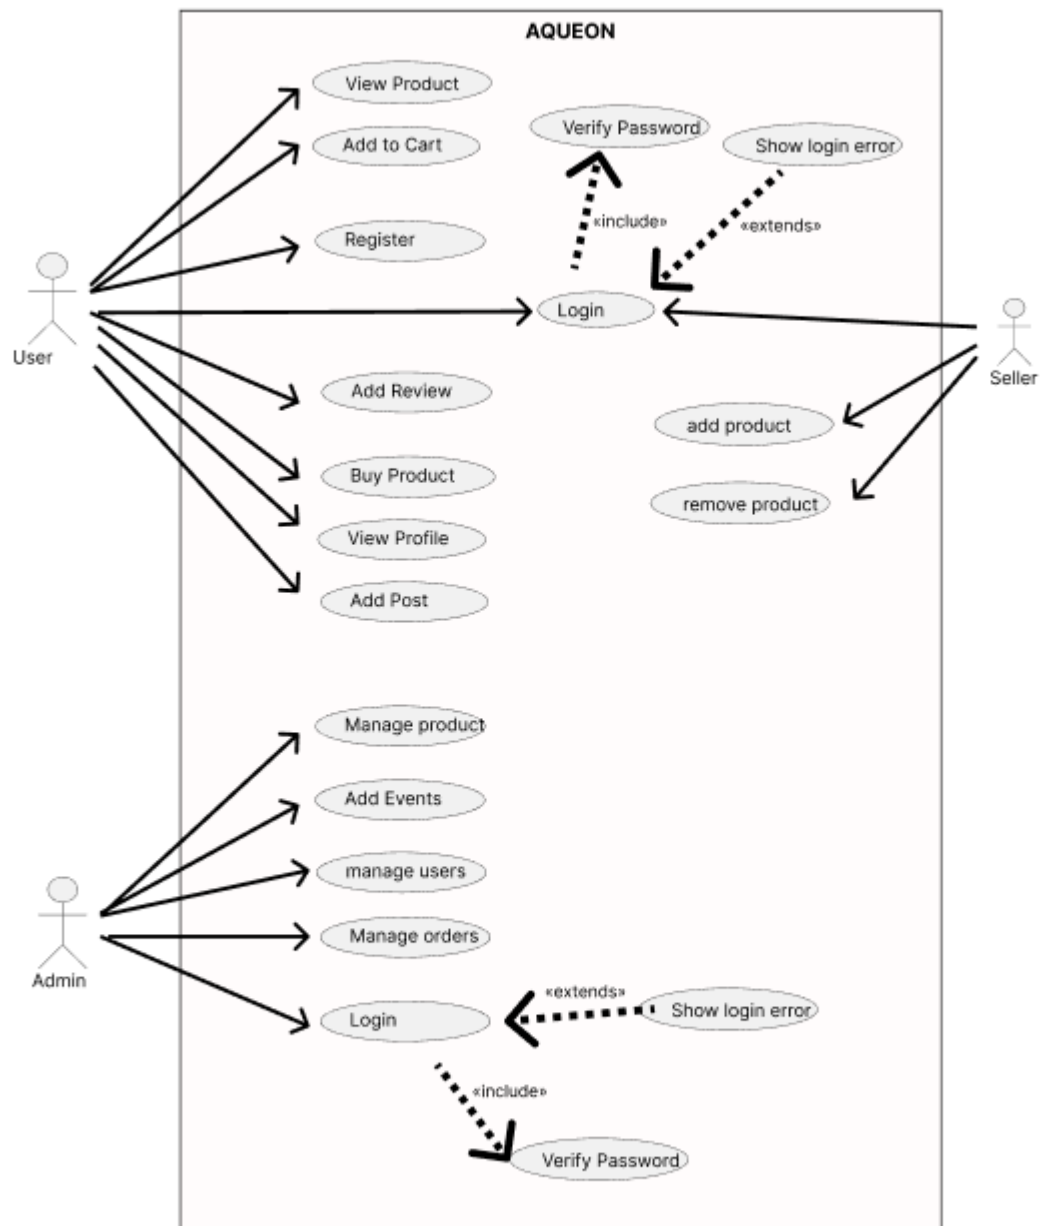 AQUEON
View Product
Verify Password
Add to Cart
Show login error
«include»
«extends»
Register
Login
User
Seller
Add Review
add product
Buy Product
remove product
View Profile
Add Post
Manage product
Add Events
manage users
Manage orders
Admin
«extends»
Show login error
Login
«include»
Verify Password